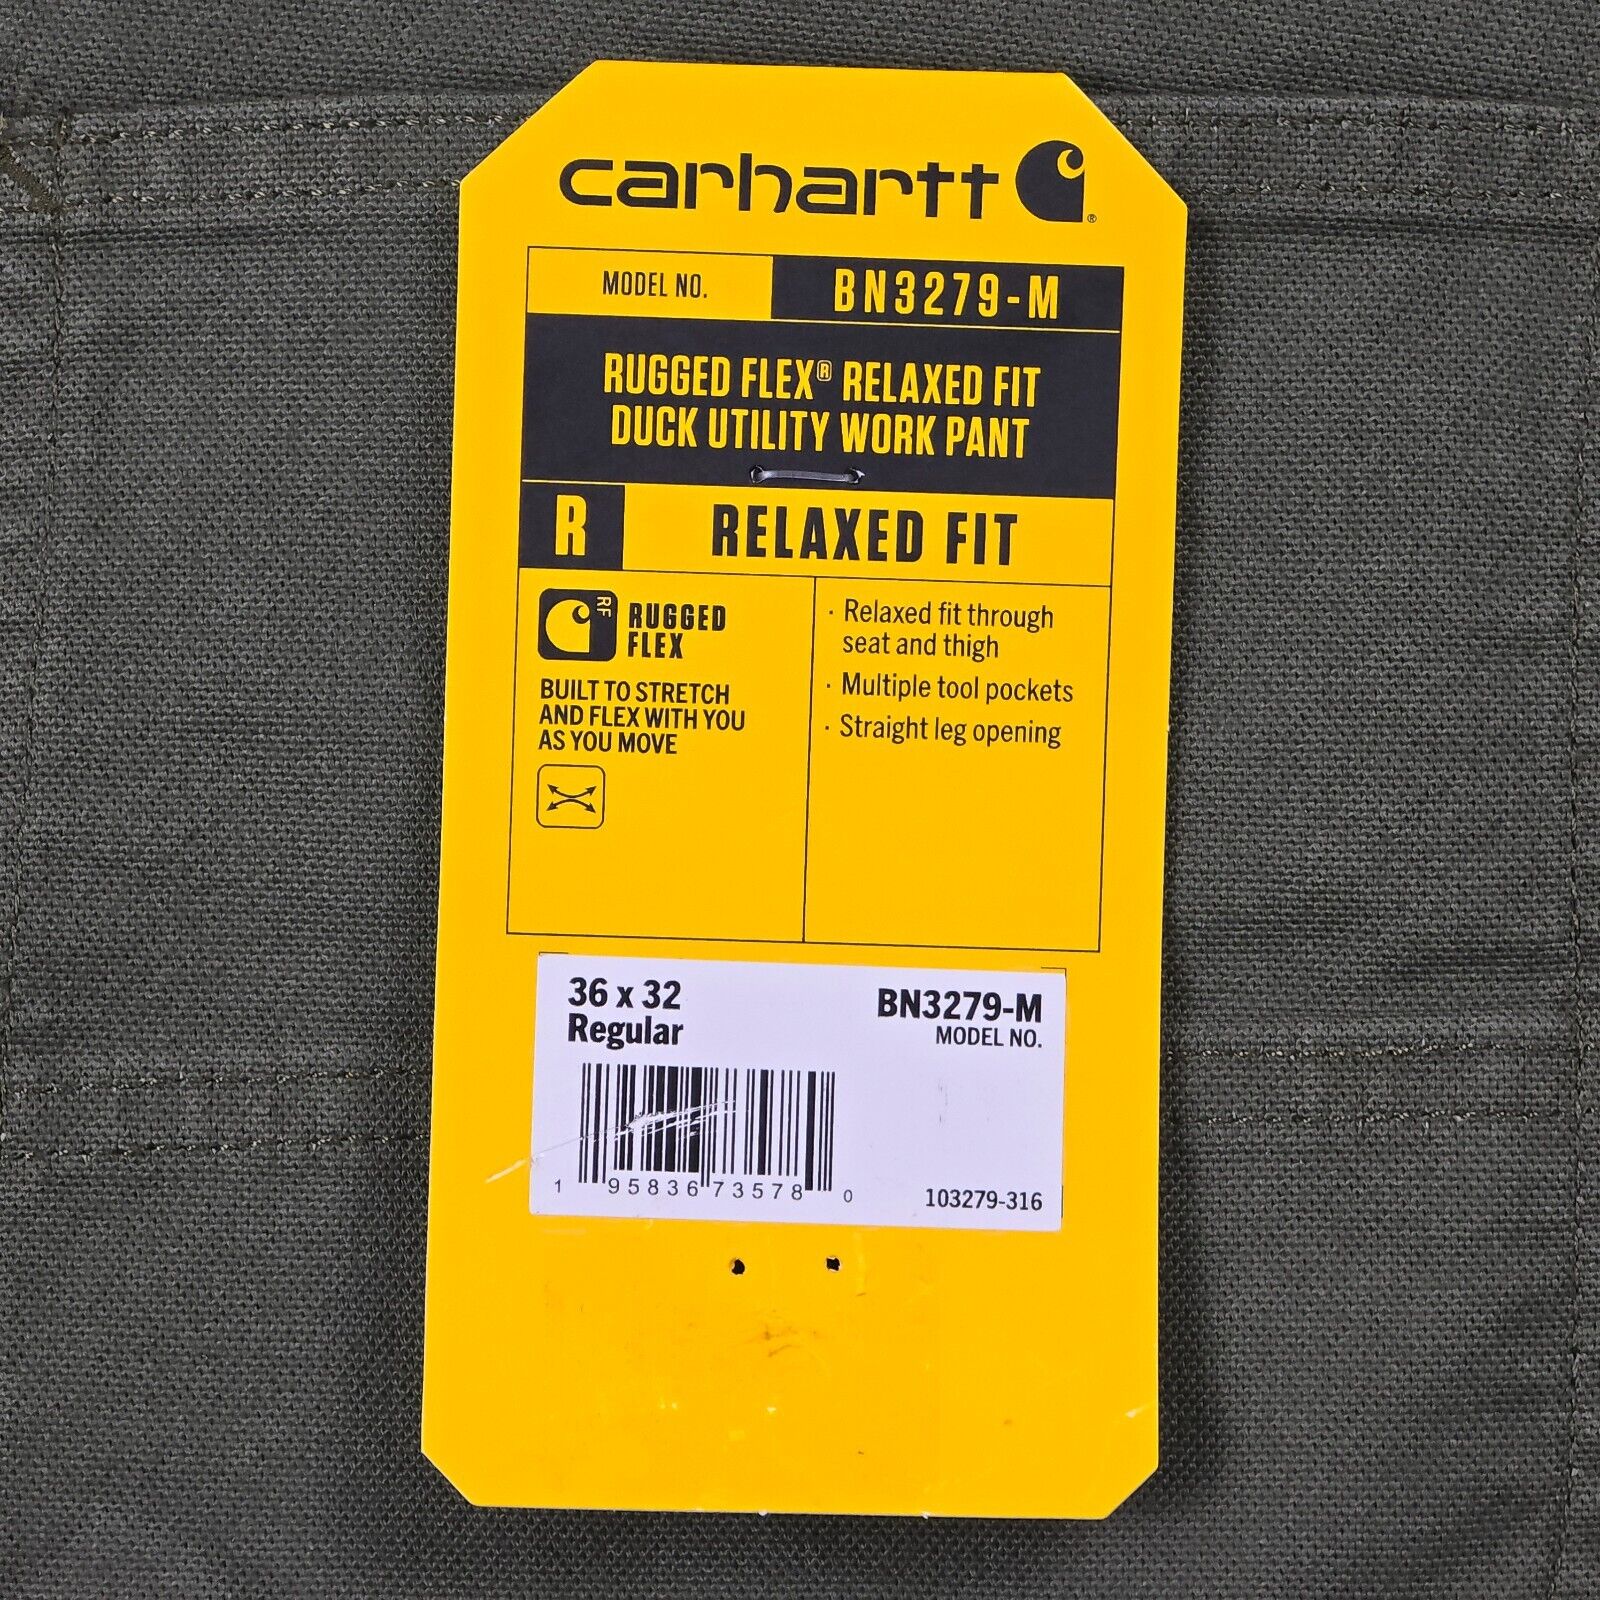 carhartt
MODEL NO. BN3279-M
RUGGED FLEX® RELAXED FIT
DUCK UTILITY WORK PANT
R RELAXED FIT
RF
RUGGED
FLEX
BUILT TO STRETCH
AND FLEX WITH YOU
AS YOU MOVE
· Relaxed fit through
seat and thigh
· Multiple tool pockets
· Straight leg opening
36 x 32
Regular
BN3279-M
MODEL NO.
1 95836 73578 0
103279-316